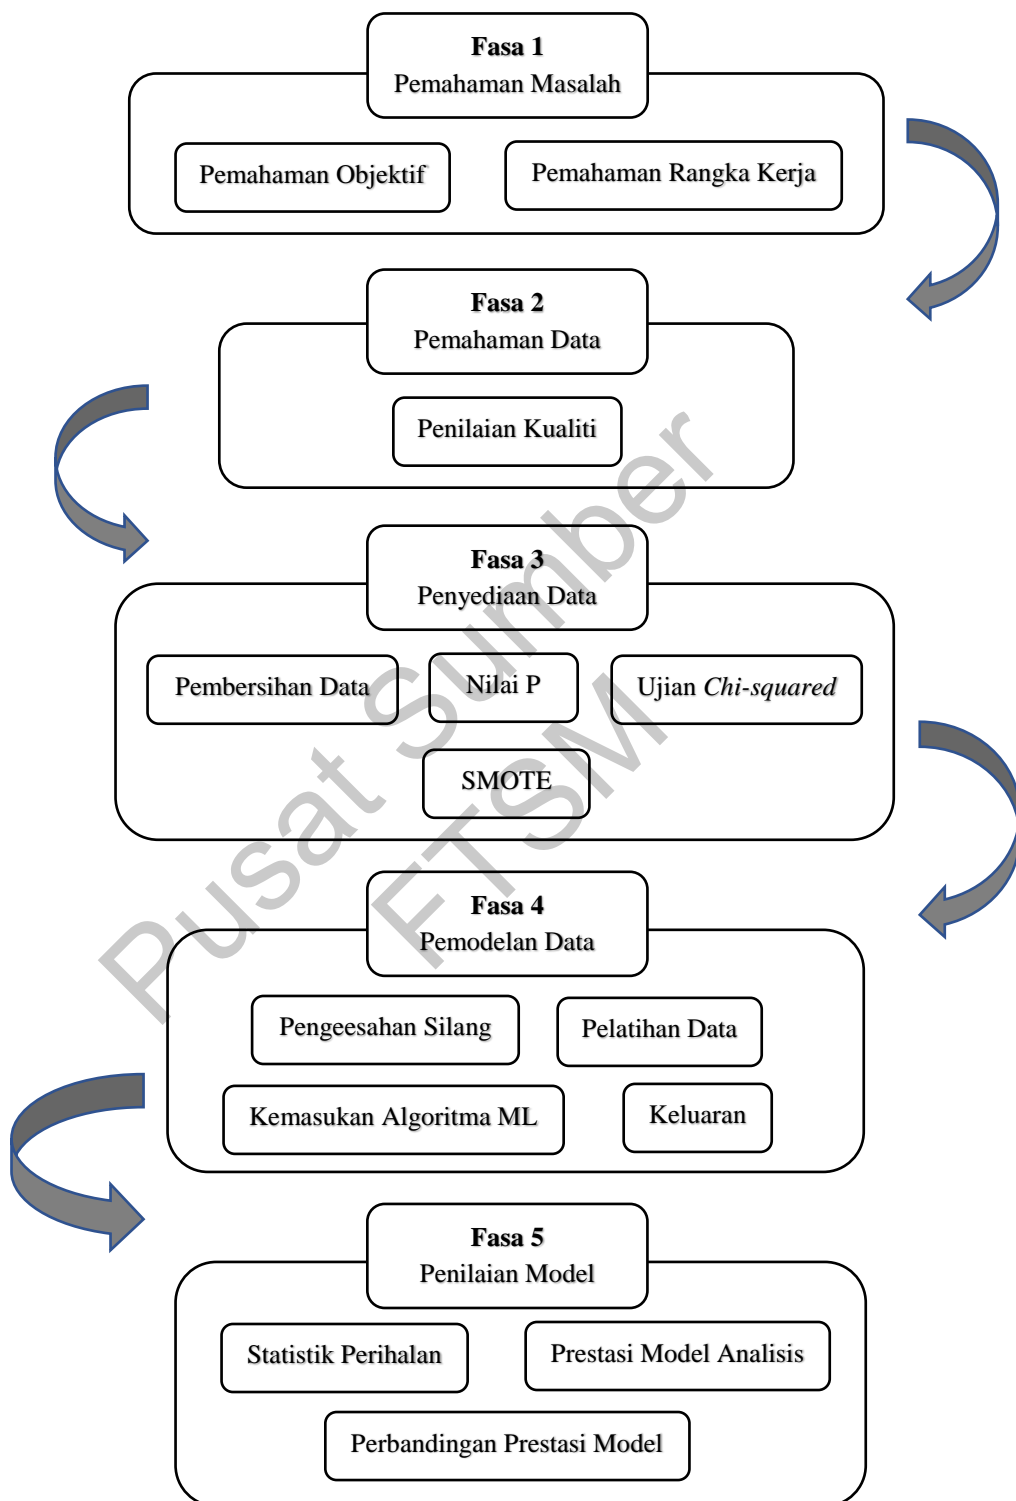 Fasa 1
Pemahaman Masalah
Pemahaman Objektif
Pemahaman Rangka Kerja
Fasa 2
Pemahaman Data
Penilaian Kualiti
Fasa 3
Penyediaan Data
Pembersihan Data
Nilai P
Ujian Chi-squared
SMOTE
Fasa 4
Pemodelan Data
Pengeesahan Silang
Pelatihan Data
Kemasukan Algoritma ML
Keluaran
Fasa 5
Penilaian Model
Statistik Perihalan
Prestasi Model Analisis
Perbandingan Prestasi Model
Pusat Sumber
FTSM